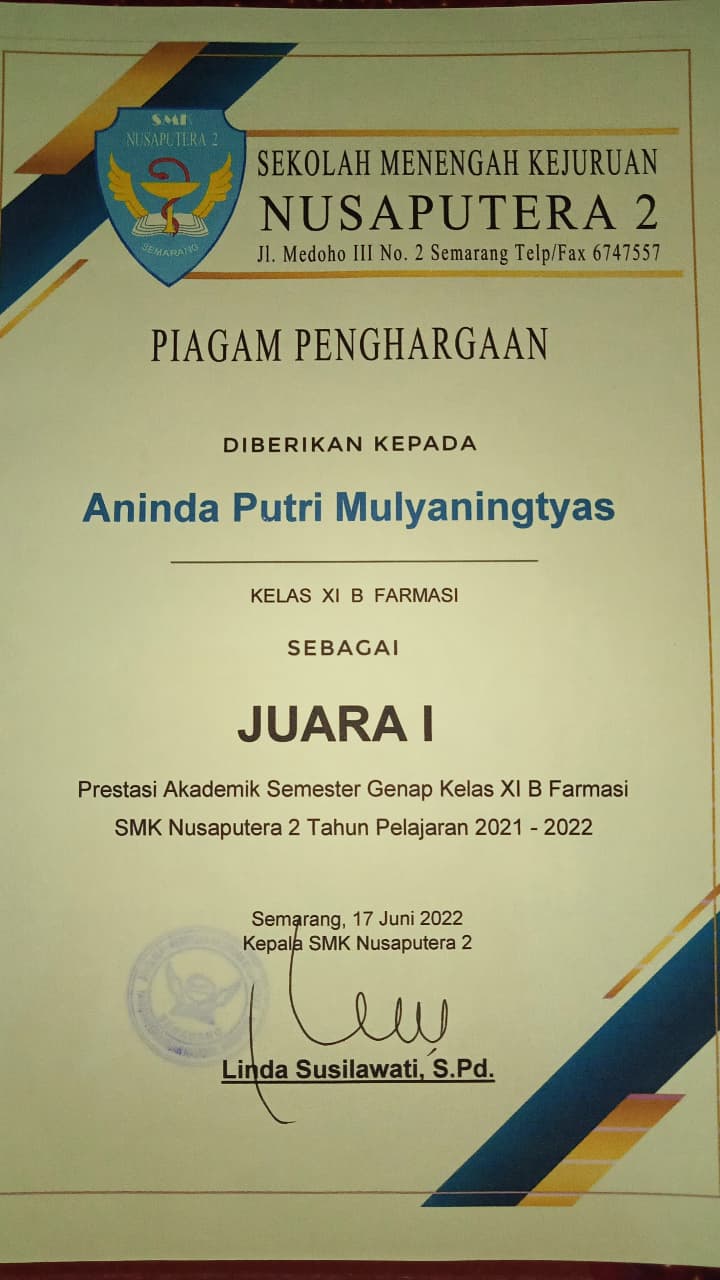 SMK
NUSAPUTERA 2
SEMARANG
SEKOLAH MENENGAH KEJURUAN
NUSAPUTERA 2
Jl. Medoho III No. 2 Semarang Telp/Fax 6747557
PIAGAM PENGHARGAAN
DIBERIKAN KEPADA
Aninda Putri Mulyaningtyas
KELAS XI B FARMASI
SEBAGAI
JUARA I
Prestasi Akademik Semester Genap Kelas XI B Farmasi
SMK Nusaputera 2 Tahun Pelajaran 2021 - 2022
Semarang, 17 Juni 2022
Kepala SMK Nusaputera 2
Linda Susilawati, S.Pd.